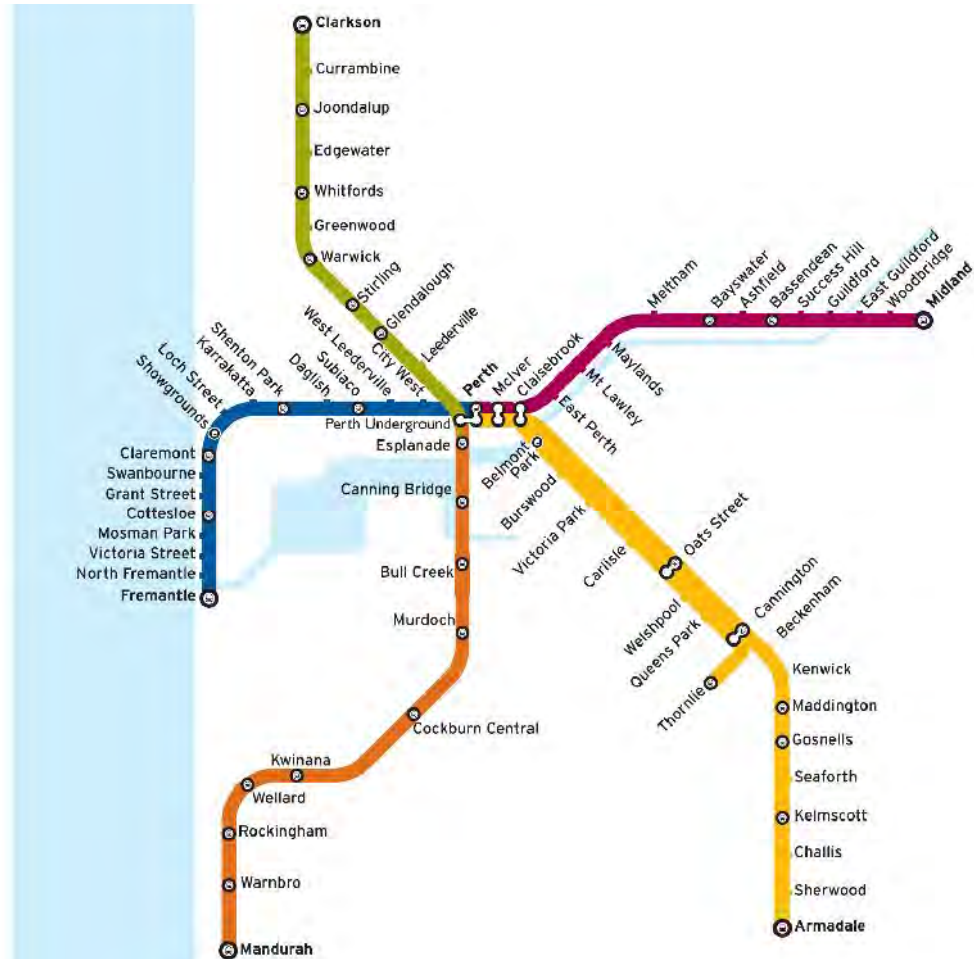 Clarkson
Currambine
Joondalup
Edgewater
Whitfords
Greenwood
Warwick
Stirling
Glendalough
Leederville
City West
West Leederville
Subiaco
Daglish
Shenton Park
Karrakatta
Loch Street
Showgrounds
Claremont
Swanbourne
Grant Street
Cottesloe
Mosman Park
Victoria Street
North Fremantle
Fremantle
Perth
McIver
Claisebrook
Perth Underground
Esplanade
Canning Bridge
Bull Creek
Murdoch
Cockburn Central
Kwinana
Wellard
Rockingham
Warnbro
Mandurah
East Perth
Mt Lawley
Maylands
Meltham
Bayswater
Ashfield
Bassendean
Success Hill
Guildford
East Guildford
Woodbridge
Midland
Belmont
Park
Burswood
Victoria Park
Carlisle
Oats Street
Welshpool
Queens Park
Cannington
Beckenham
Thornlie
Kenwick
Maddington
Gosnells
Seaforth
Kelmscott
Challis
Sherwood
Armadale